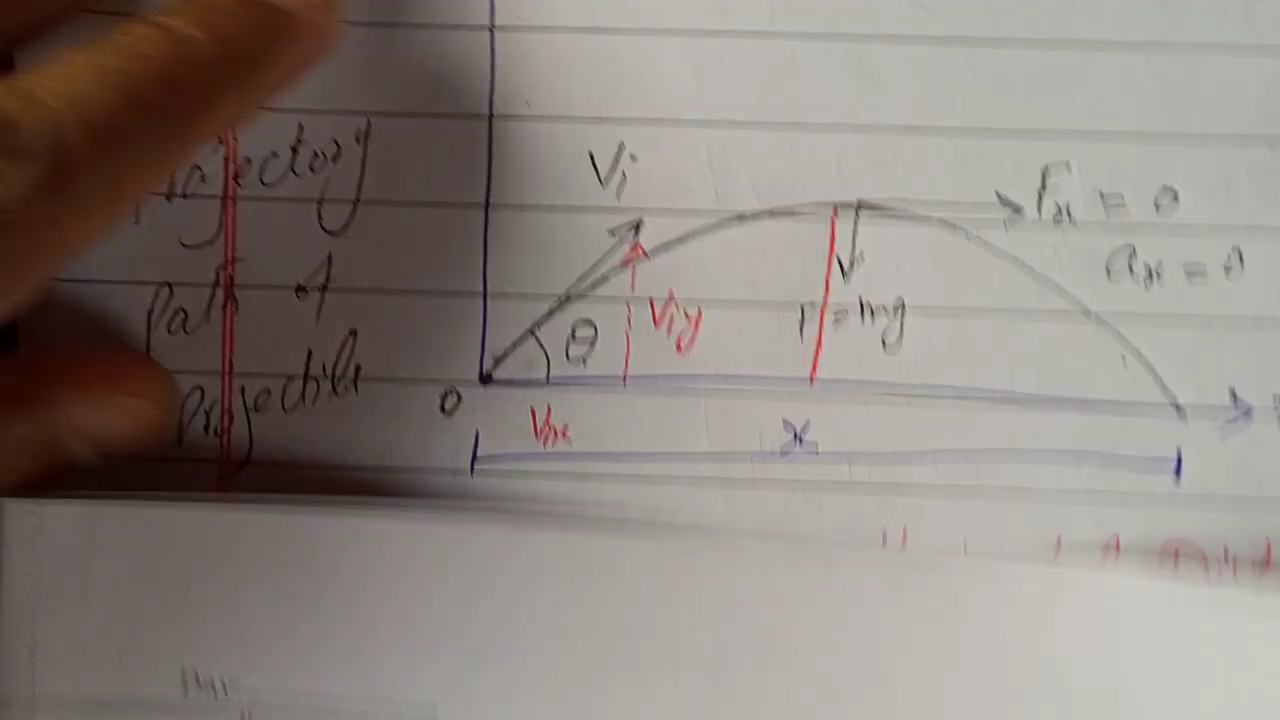 Trajectory
Path of
Projectile
Vi
Fx = 0
ax = 0
θ
Viy
F = mg
o
Vix
x